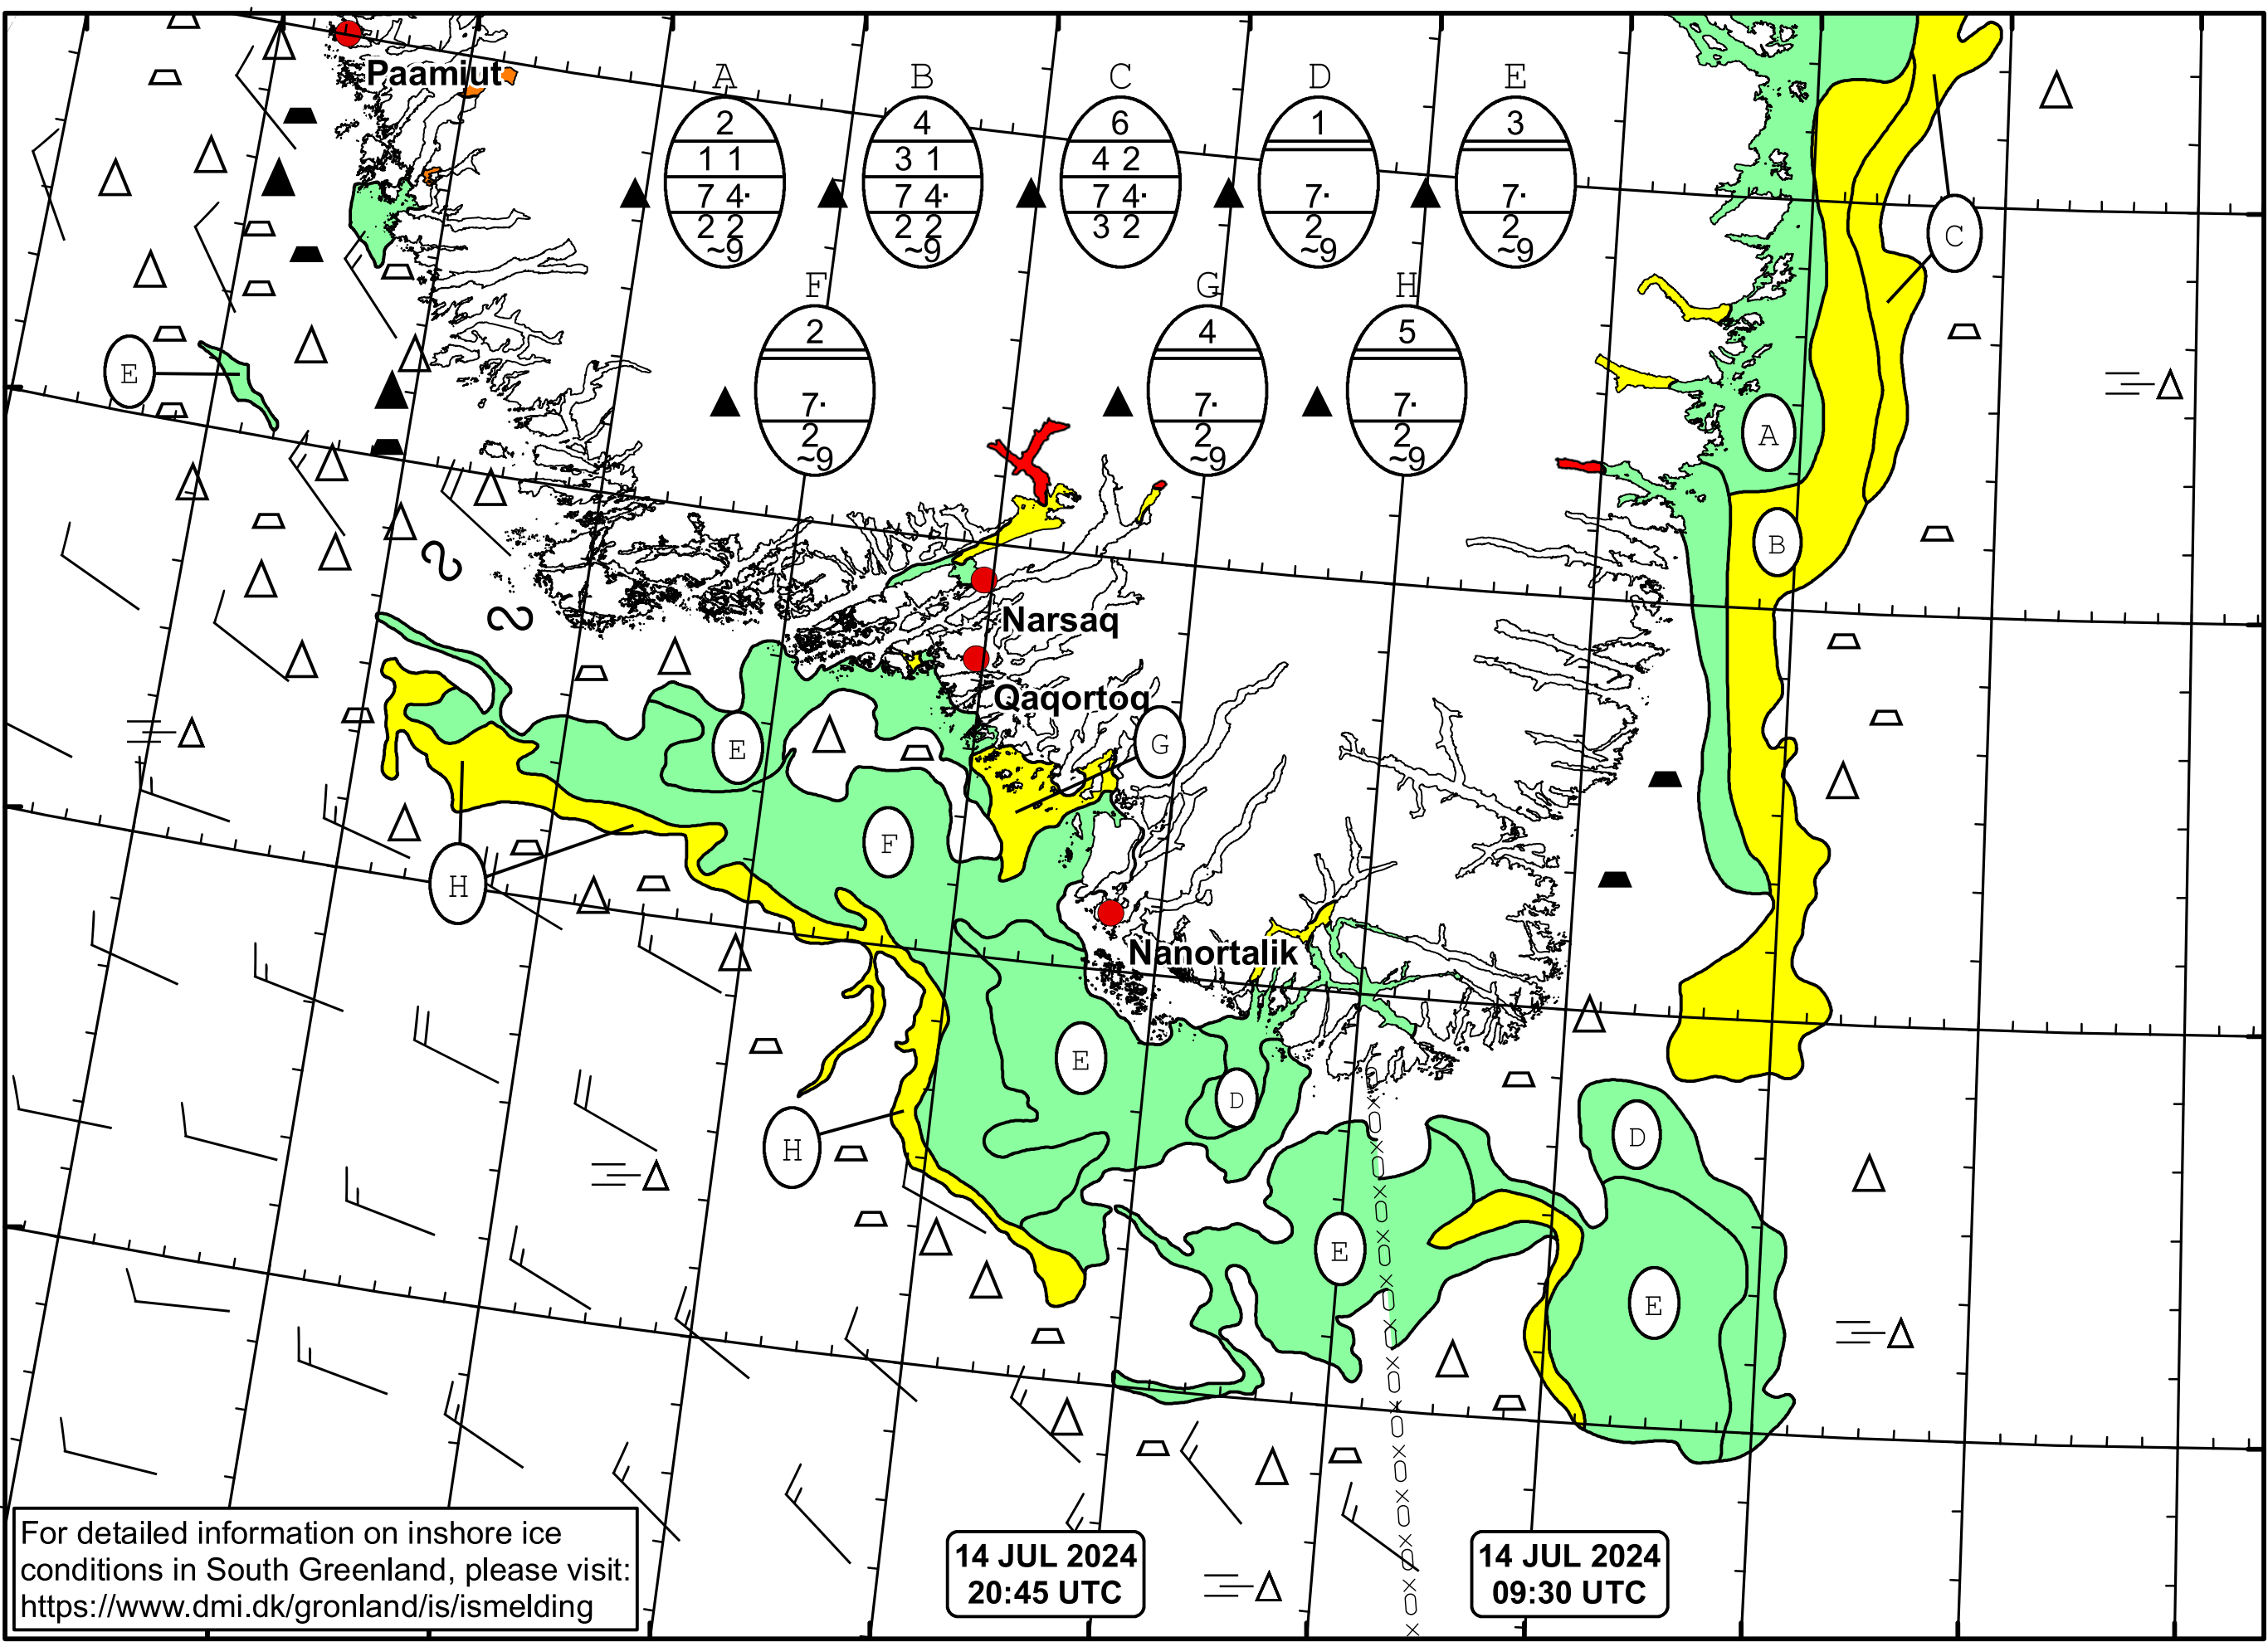 Paamiut
A B C D E
2 4 6 1 3
1 1 3 1 4 2
7 4· 7 4· 7 4· 7· 7·
2 2 2 2 3 2 2 2
~9 ~9 ~9 ~9
C
F G H
2 4 5
E
7· 7· 7·
2 2 2
~9 ~9 ~9
A
B
Narsaq
Qaqortoq
E
G
F
H
Nanortalik
E
D
H
D
E
E
For detailed information on inshore ice
conditions in South Greenland, please visit:
https://www.dmi.dk/gronland/is/ismelding
14 JUL 2024
20:45 UTC
14 JUL 2024
09:30 UTC